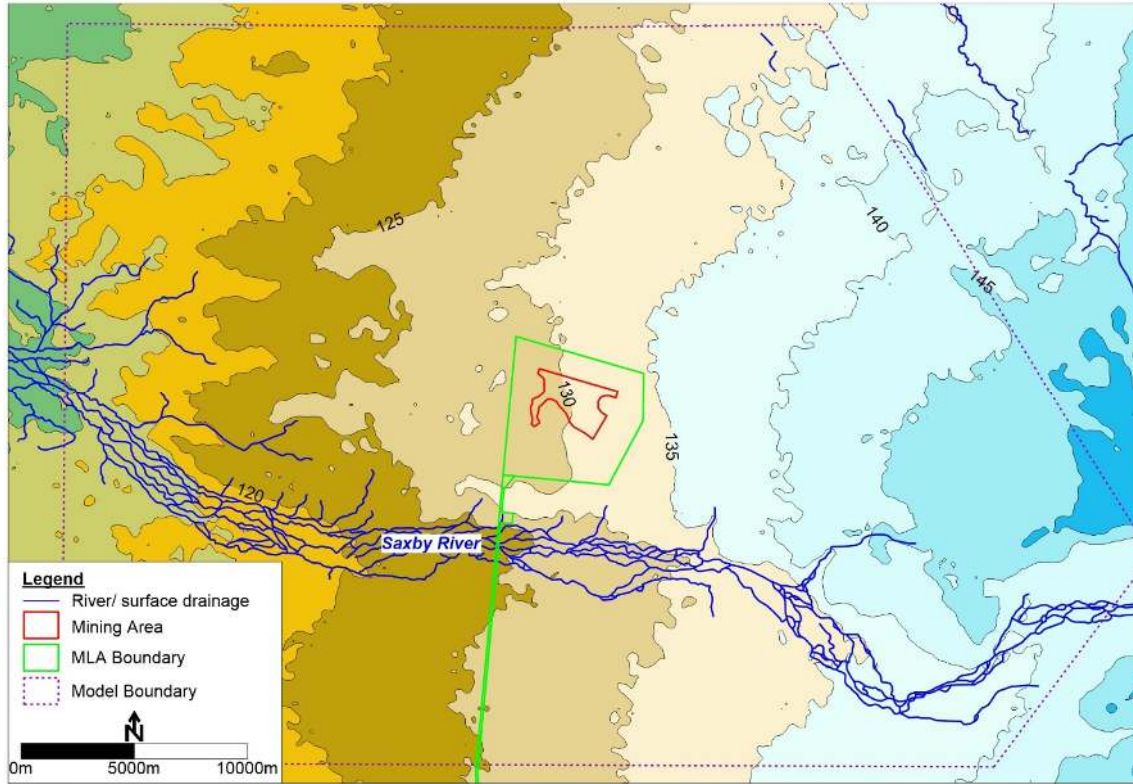 125
140
145
130
135
120
Saxby River
Legend
River/ surface drainage
Mining Area
MLA Boundary
Model Boundary
N
0m 5000m 10000m